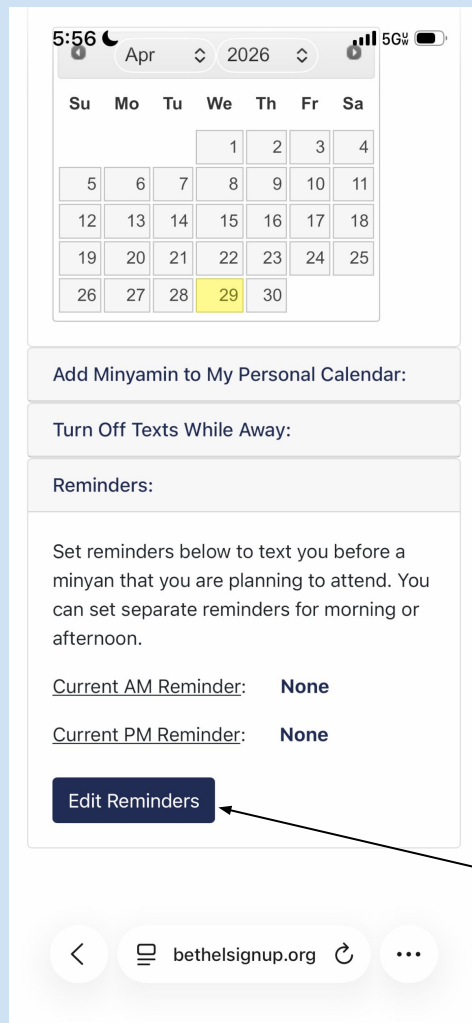 5:56 5GUW
Apr 2026
Su Mo Tu We Th Fr Sa
1 2 3 4
5 6 7 8 9 10 11
12 13 14 15 16 17 18
19 20 21 22 23 24 25
26 27 28 29 30
Add Minyamin to My Personal Calendar:
Turn Off Texts While Away:
Reminders:
Set reminders below to text you before a
minyan that you are planning to attend. You
can set separate reminders for morning or
afternoon.
Current AM Reminder: None
Current PM Reminder: None
Edit Reminders
bethelsignup.org